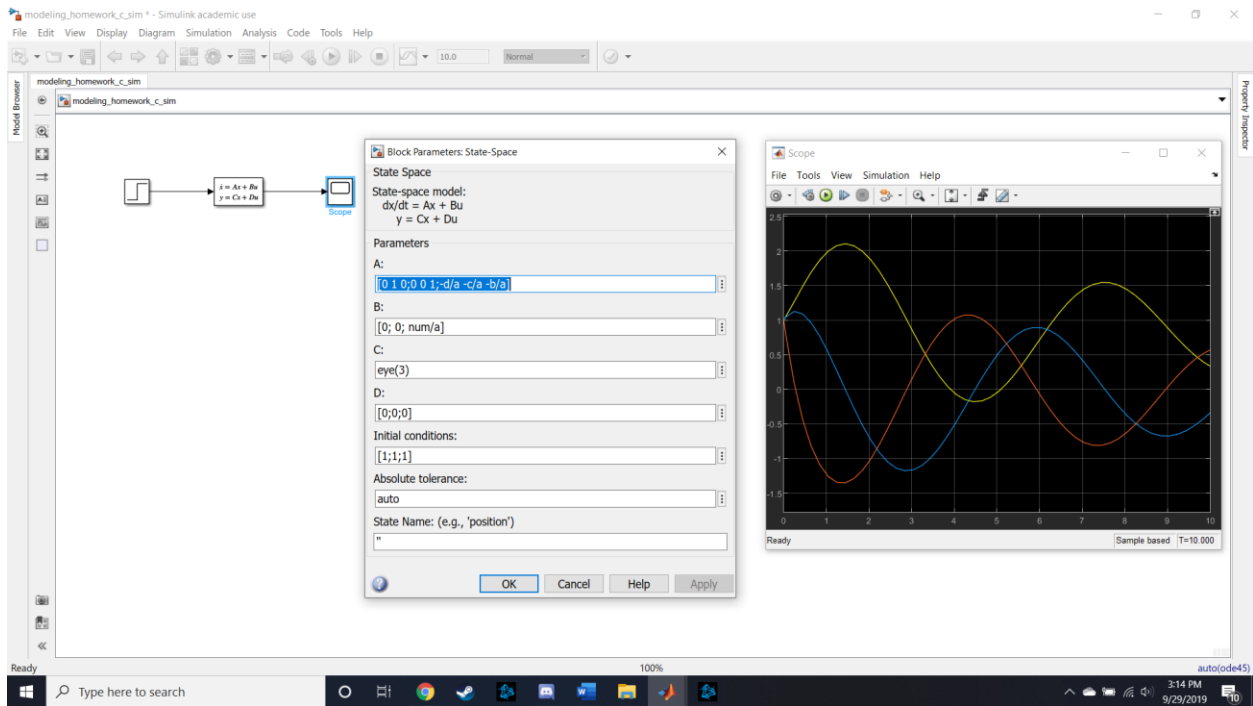 modeling_homework_c_sim * - Simulink academic use
File Edit View Display Diagram Simulation Analysis Code Tools Help
10.0 Normal
Model Browser
modeling_homework_c_sim
modeling_homework_c_sim
Property Inspector
ẋ = Ax + Bu
y = Cx + Du
Scope
Block Parameters: State-Space
State Space
State-space model:
dx/dt = Ax + Bu
y = Cx + Du
Parameters
A:
[0 1 0;0 0 1;-d/a -c/a -b/a]
B:
[0; 0; num/a]
C:
eye(3)
D:
[0;0;0]
Initial conditions:
[1;1;1]
Absolute tolerance:
auto
State Name: (e.g., 'position')
''
OK Cancel Help Apply
Scope
File Tools View Simulation Help
2.5
2
1.5
1
0.5
0
-0.5
-1
-1.5
0 1 2 3 4 5 6 7 8 9 10
Ready Sample based T=10.000
Ready 100% auto(ode45)
Type here to search
3:14 PM
9/29/2019
10